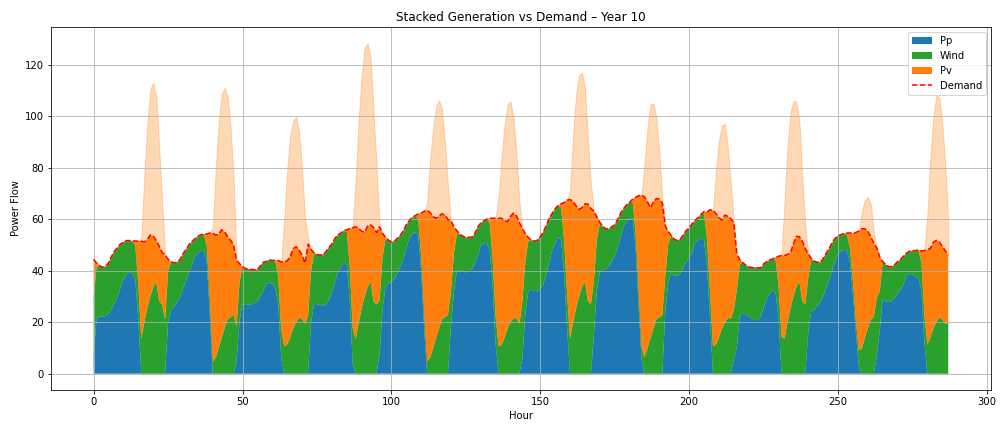 Stacked Generation vs Demand – Year 10
Pp
Wind
Pv
Demand
Power Flow
120
100
80
60
40
20
0
0 50 100 150 200 250 300
Hour